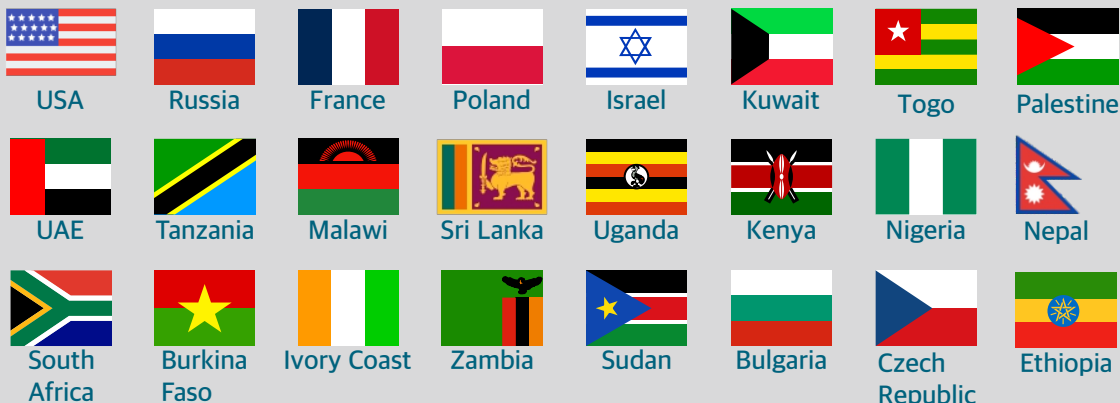 USA Russia France Poland Israel Kuwait Togo Palestine
UAE Tanzania Malawi Sri Lanka Uganda Kenya Nigeria Nepal
South Burkina Ivory Coast Zambia Sudan Bulgaria Czech Ethiopia
Africa Faso Republic